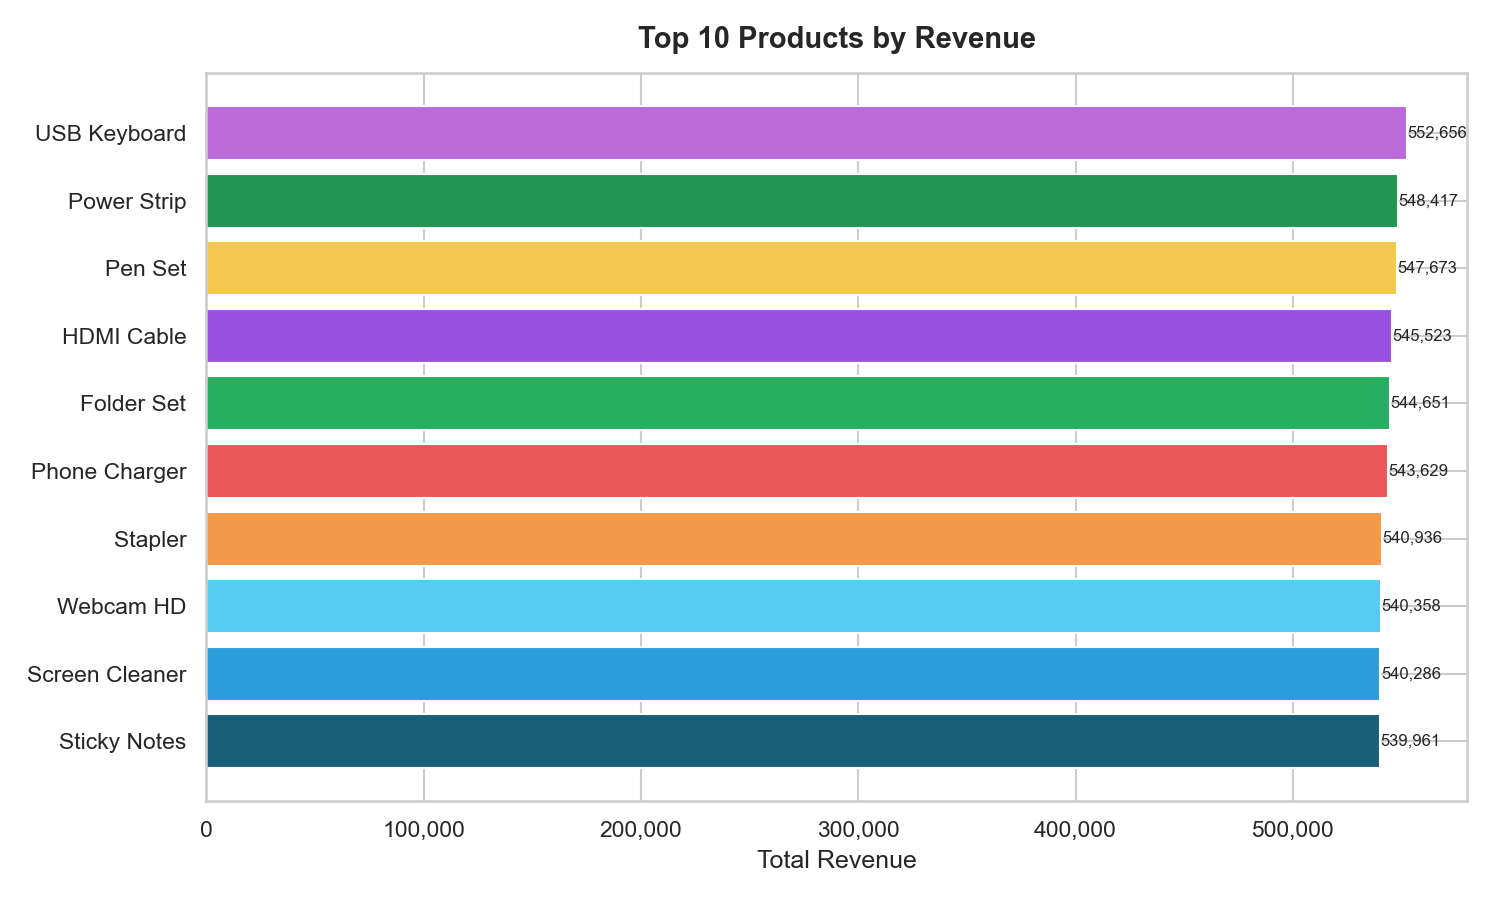 Top 10 Products by Revenue
USB Keyboard 552,656
Power Strip 548,417
Pen Set 547,673
HDMI Cable 545,523
Folder Set 544,651
Phone Charger 543,629
Stapler 540,936
Webcam HD 540,358
Screen Cleaner 540,286
Sticky Notes 539,961
0 100,000 200,000 300,000 400,000 500,000
Total Revenue